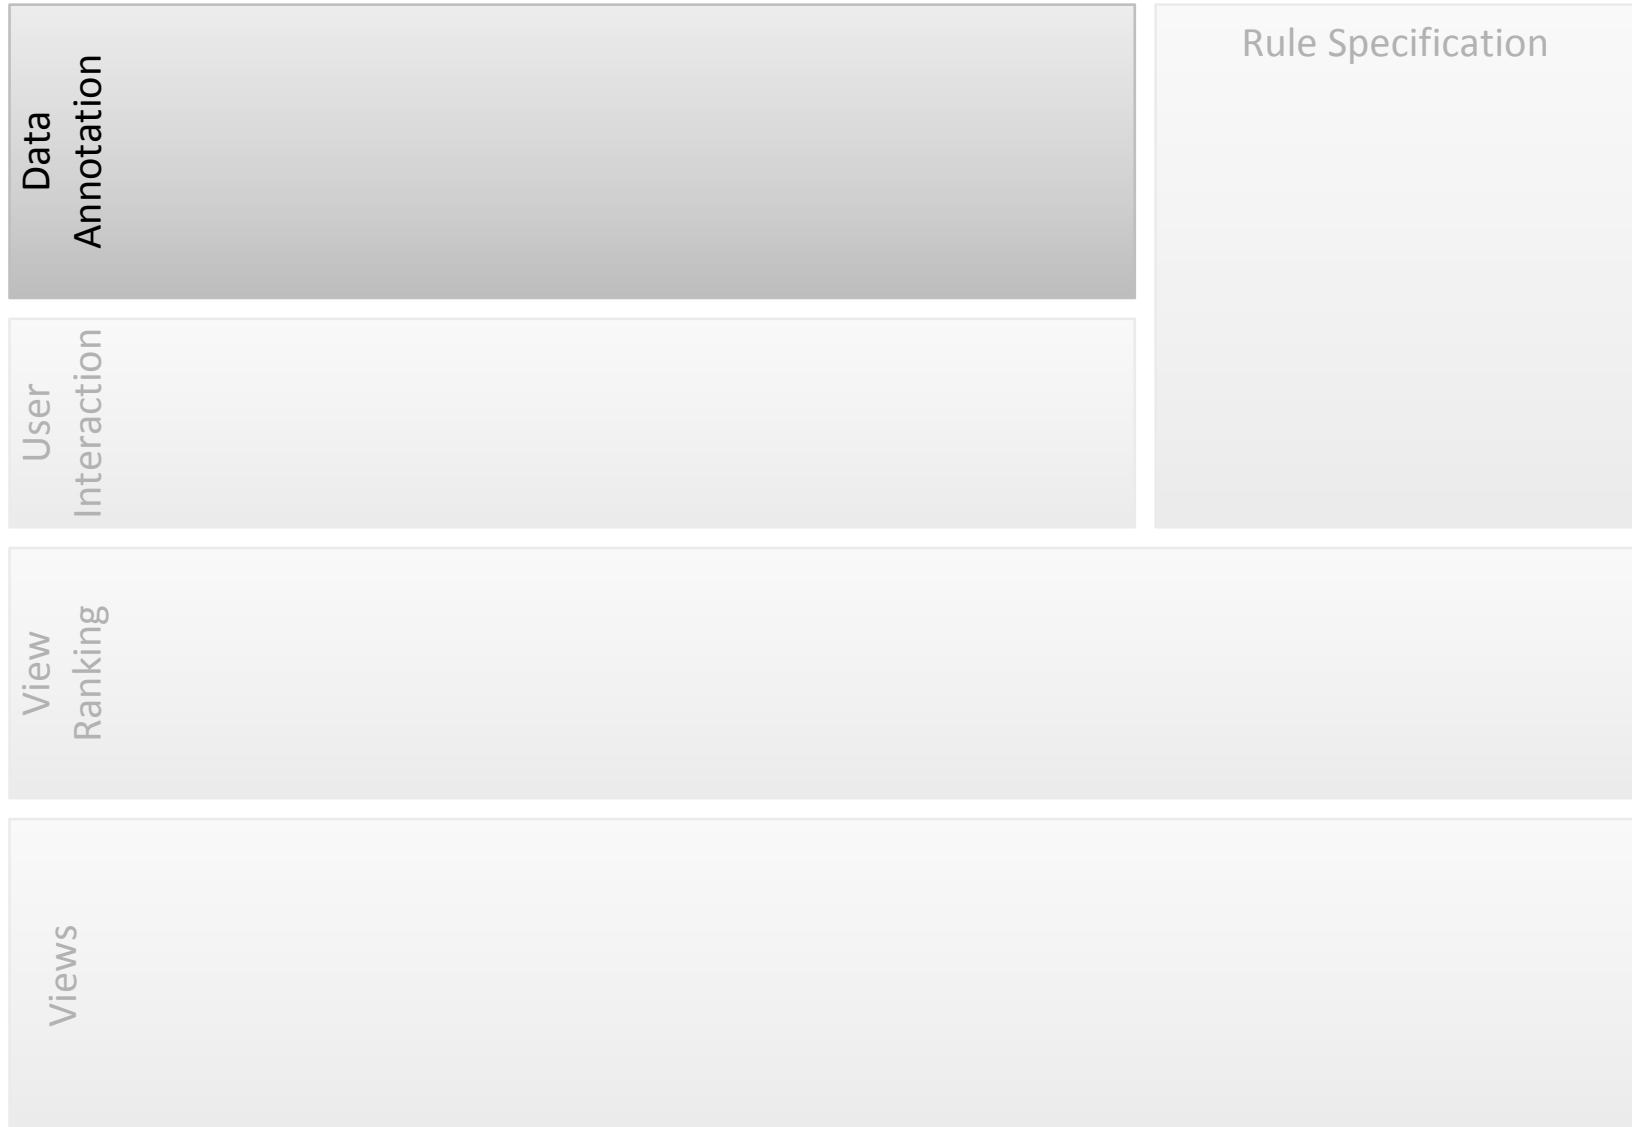 Data
Annotation
Rule Specification
User
Interaction
View
Ranking
Views